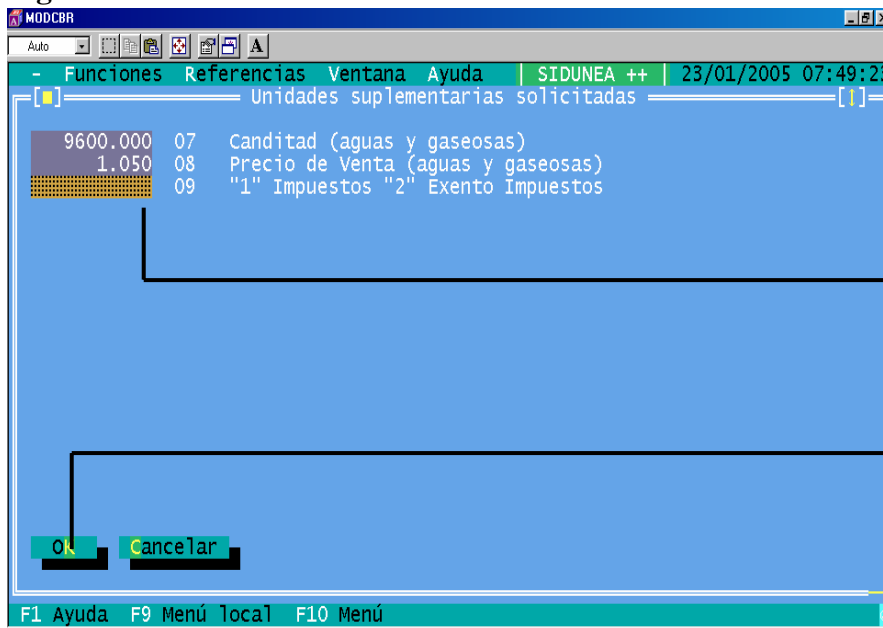 MODCBR
Auto
A
- Funciones Referencias Ventana Ayuda | SIDUNEA ++ | 23/01/2005 07:49:2
Unidades suplementarias solicitadas
9600.000 07 Canditad (aguas y gaseosas)
1.050 08 Precio de Venta (aguas y gaseosas)
09 "1" Impuestos "2" Exento Impuestos
OK Cancelar
F1 Ayuda F9 Menú local F10 Menú